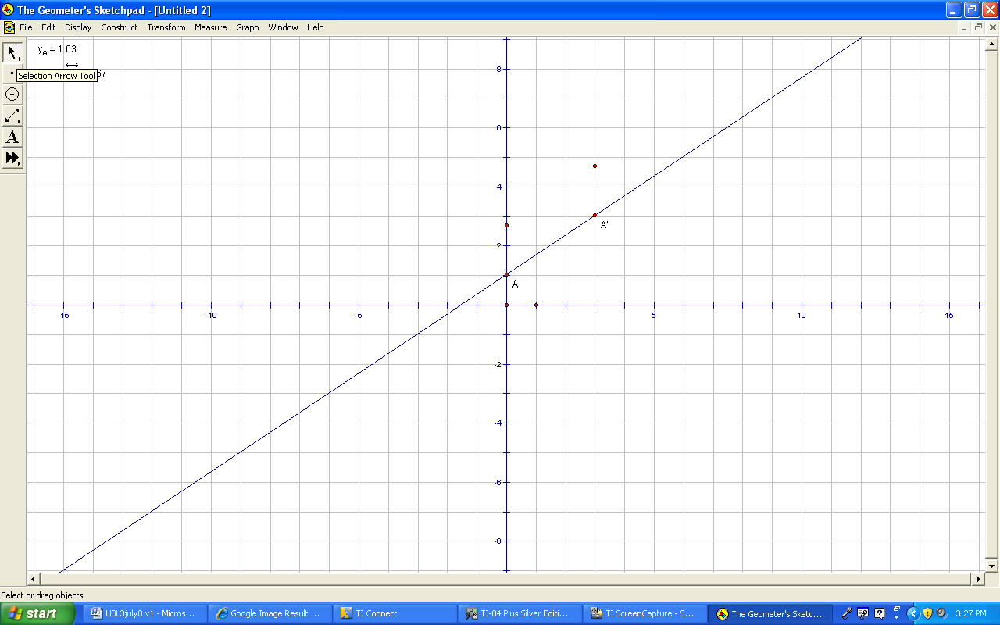 The Geometer's Sketchpad - [Untitled 2]
File Edit Display Construct Transform Measure Graph Window Help
yA = 1.03
Selection Arrow Tool
67
A
8
6
4
A'
2
A
-15 -10 -5 5 10 15
-2
-4
-6
-8
Select or drag objects
start U3L3july8 v1 - Micros... Google Image Result ... TI Connect TI-84 Plus Silver Editi... TI ScreenCapture - S... The Geometer's Sketc... 3:27 PM